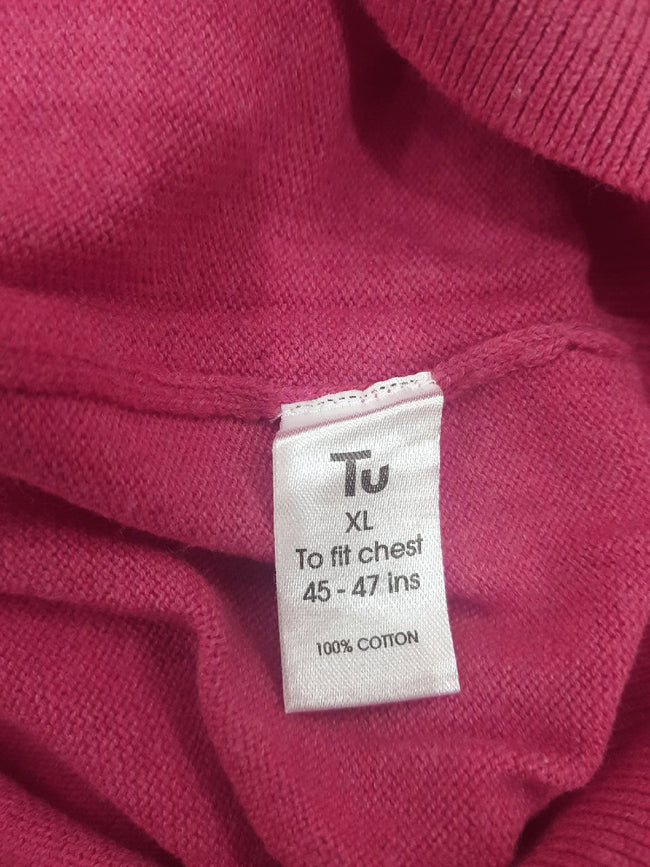 Tu
XL
To fit chest
45 - 47 ins
100% COTTON